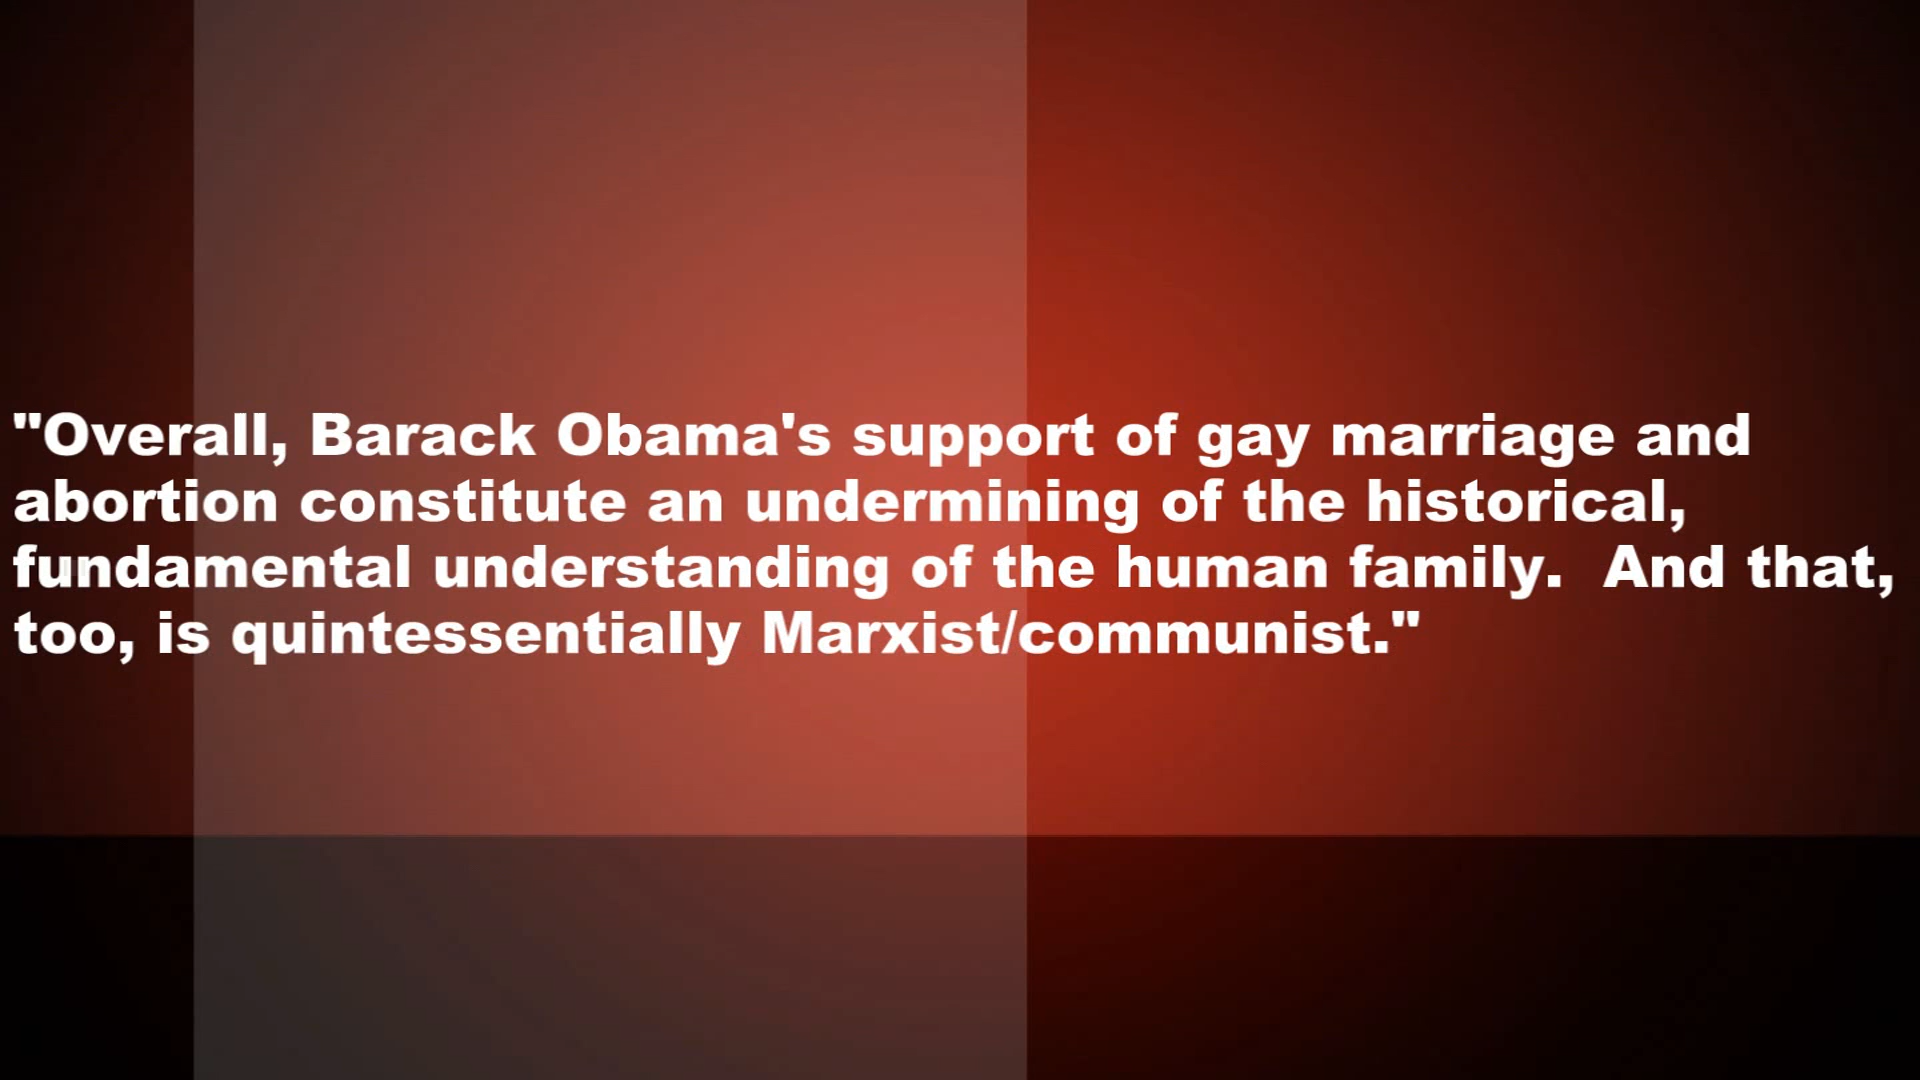 "Overall, Barack Obama's support of gay marriage and
abortion constitute an undermining of the historical,
fundamental understanding of the human family.  And that,
too, is quintessentially Marxist/communist."